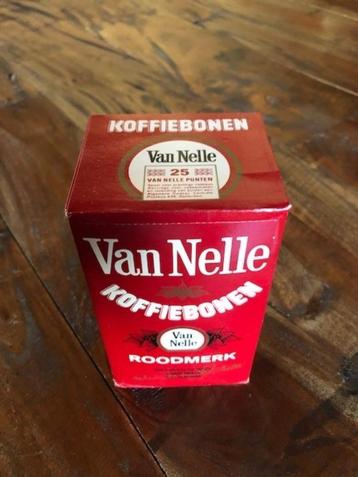 KOFFIEBONEN
Van Nelle
25
VAN NELLE PUNTEN
Van Nelle
KOFFIEBONEN
Van
Nelle
ROODMERK